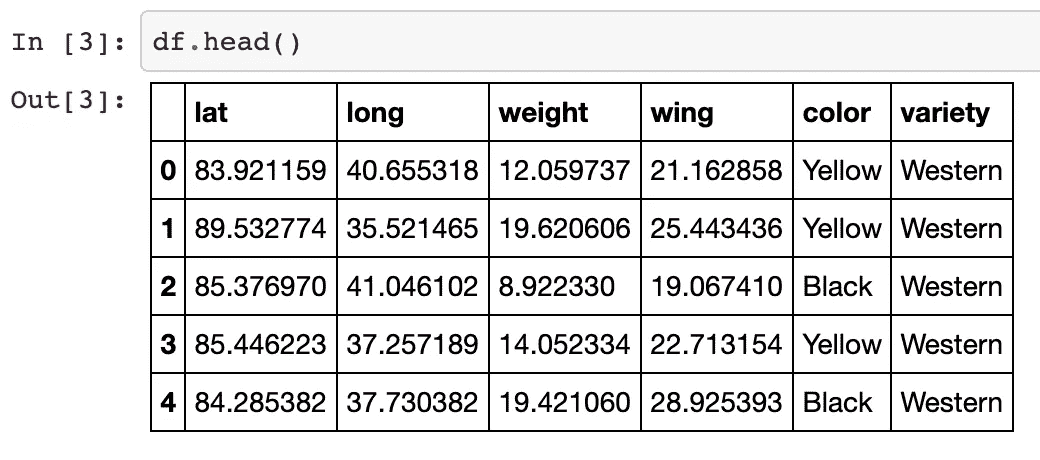 In [3]: df.head()
Out[3]:
lat long weight wing color variety
0 83.921159 40.655318 12.059737 21.162858 Yellow Western
1 89.532774 35.521465 19.620606 25.443436 Yellow Western
2 85.376970 41.046102 8.922330 19.067410 Black Western
3 85.446223 37.257189 14.052334 22.713154 Yellow Western
4 84.285382 37.730382 19.421060 28.925393 Black Western